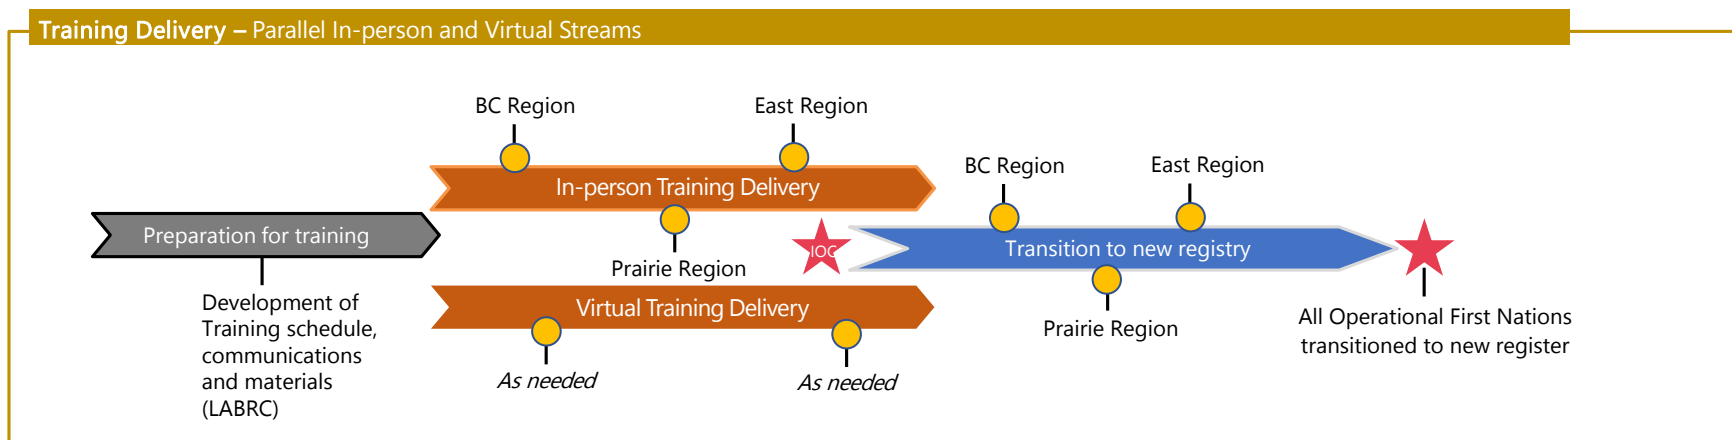 Training Delivery – Parallel In-person and Virtual Streams
BC Region
East Region
In-person Training Delivery
Prairie Region
Preparation for training
Development of
Training schedule,
communications
and materials
(LABRC)
Virtual Training Delivery
As needed
As needed
IOC
BC Region
East Region
Transition to new registry
Prairie Region
All Operational First Nations
transitioned to new register